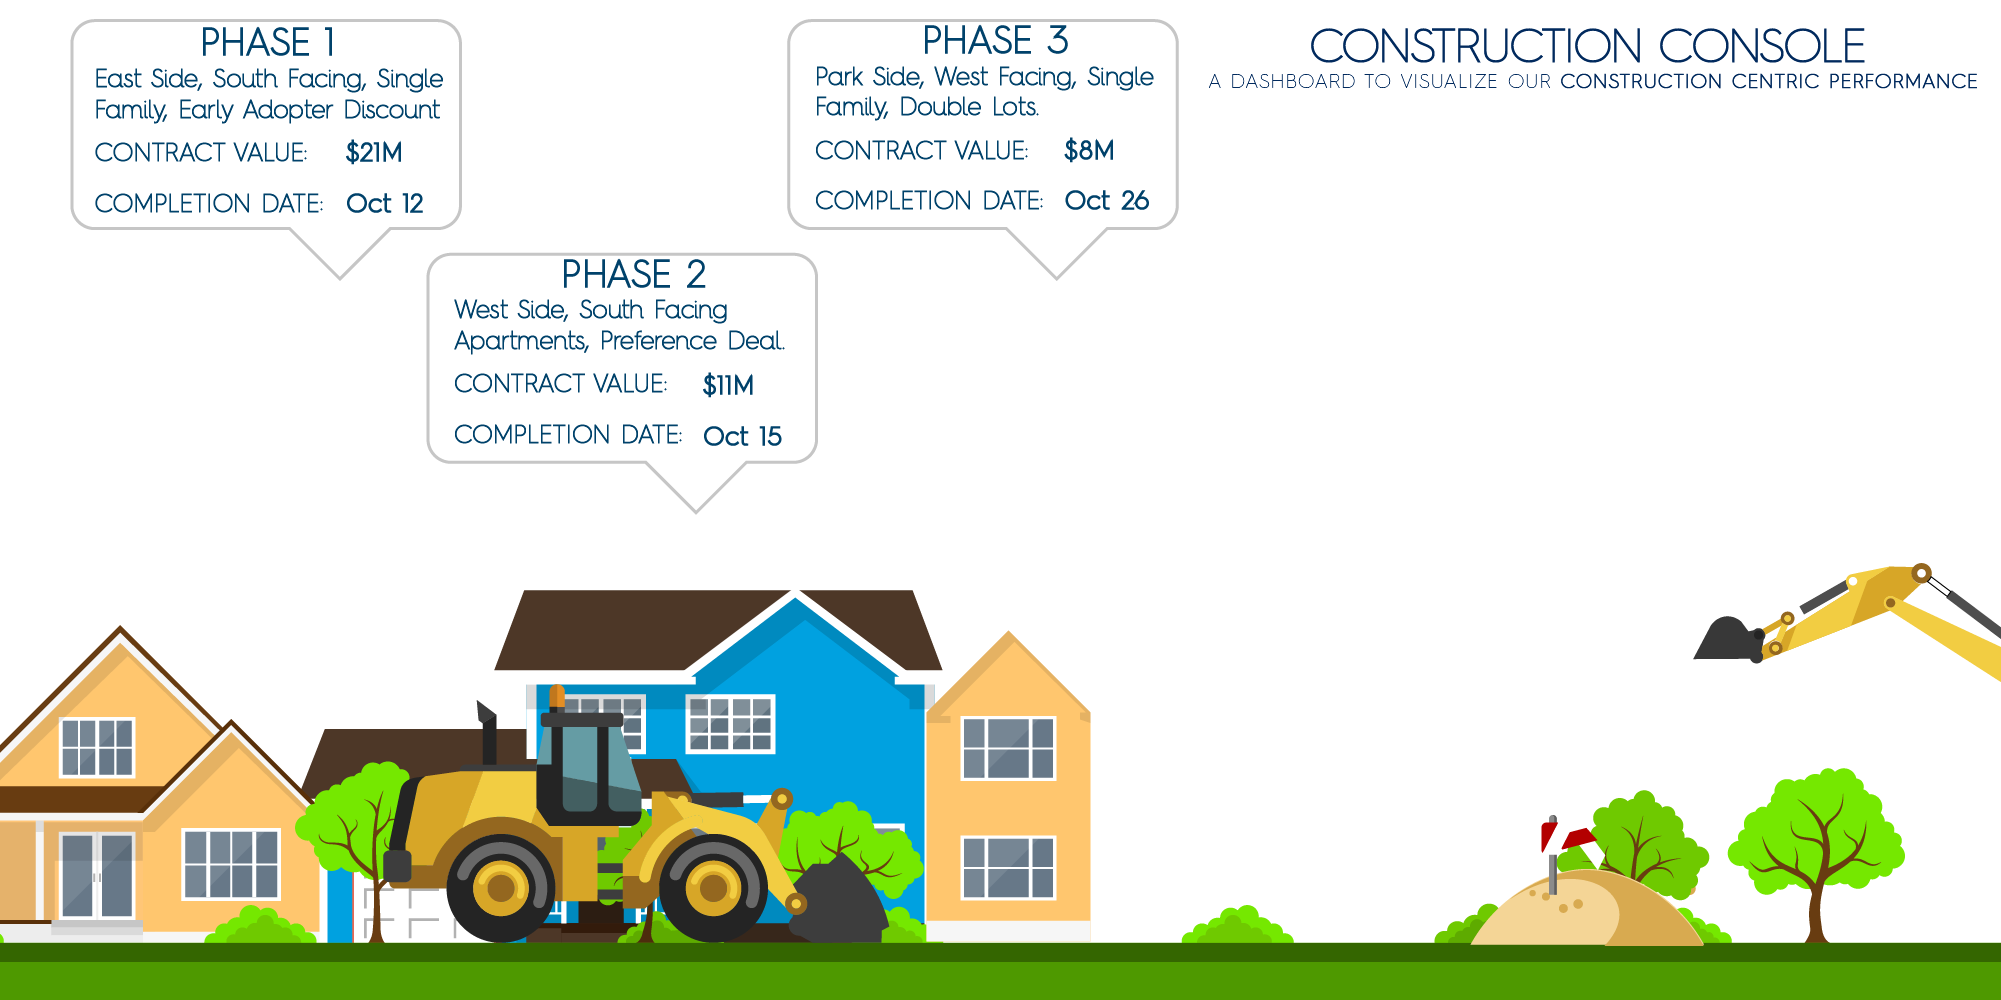 PHASE 1
East Side, South Facing, Single
Family, Early Adopter Discount
CONTRACT VALUE: $21M
COMPLETION DATE: Oct 12
PHASE 2
West Side, South Facing
Apartments, Preference Deal.
CONTRACT VALUE: $11M
COMPLETION DATE: Oct 15
PHASE 3
Park Side, West Facing, Single
Family, Double Lots.
CONTRACT VALUE: $8M
COMPLETION DATE: Oct 26
CONSTRUCTION CONSOLE
A DASHBOARD TO VISUALIZE OUR CONSTRUCTION CENTRIC PERFORMANCE